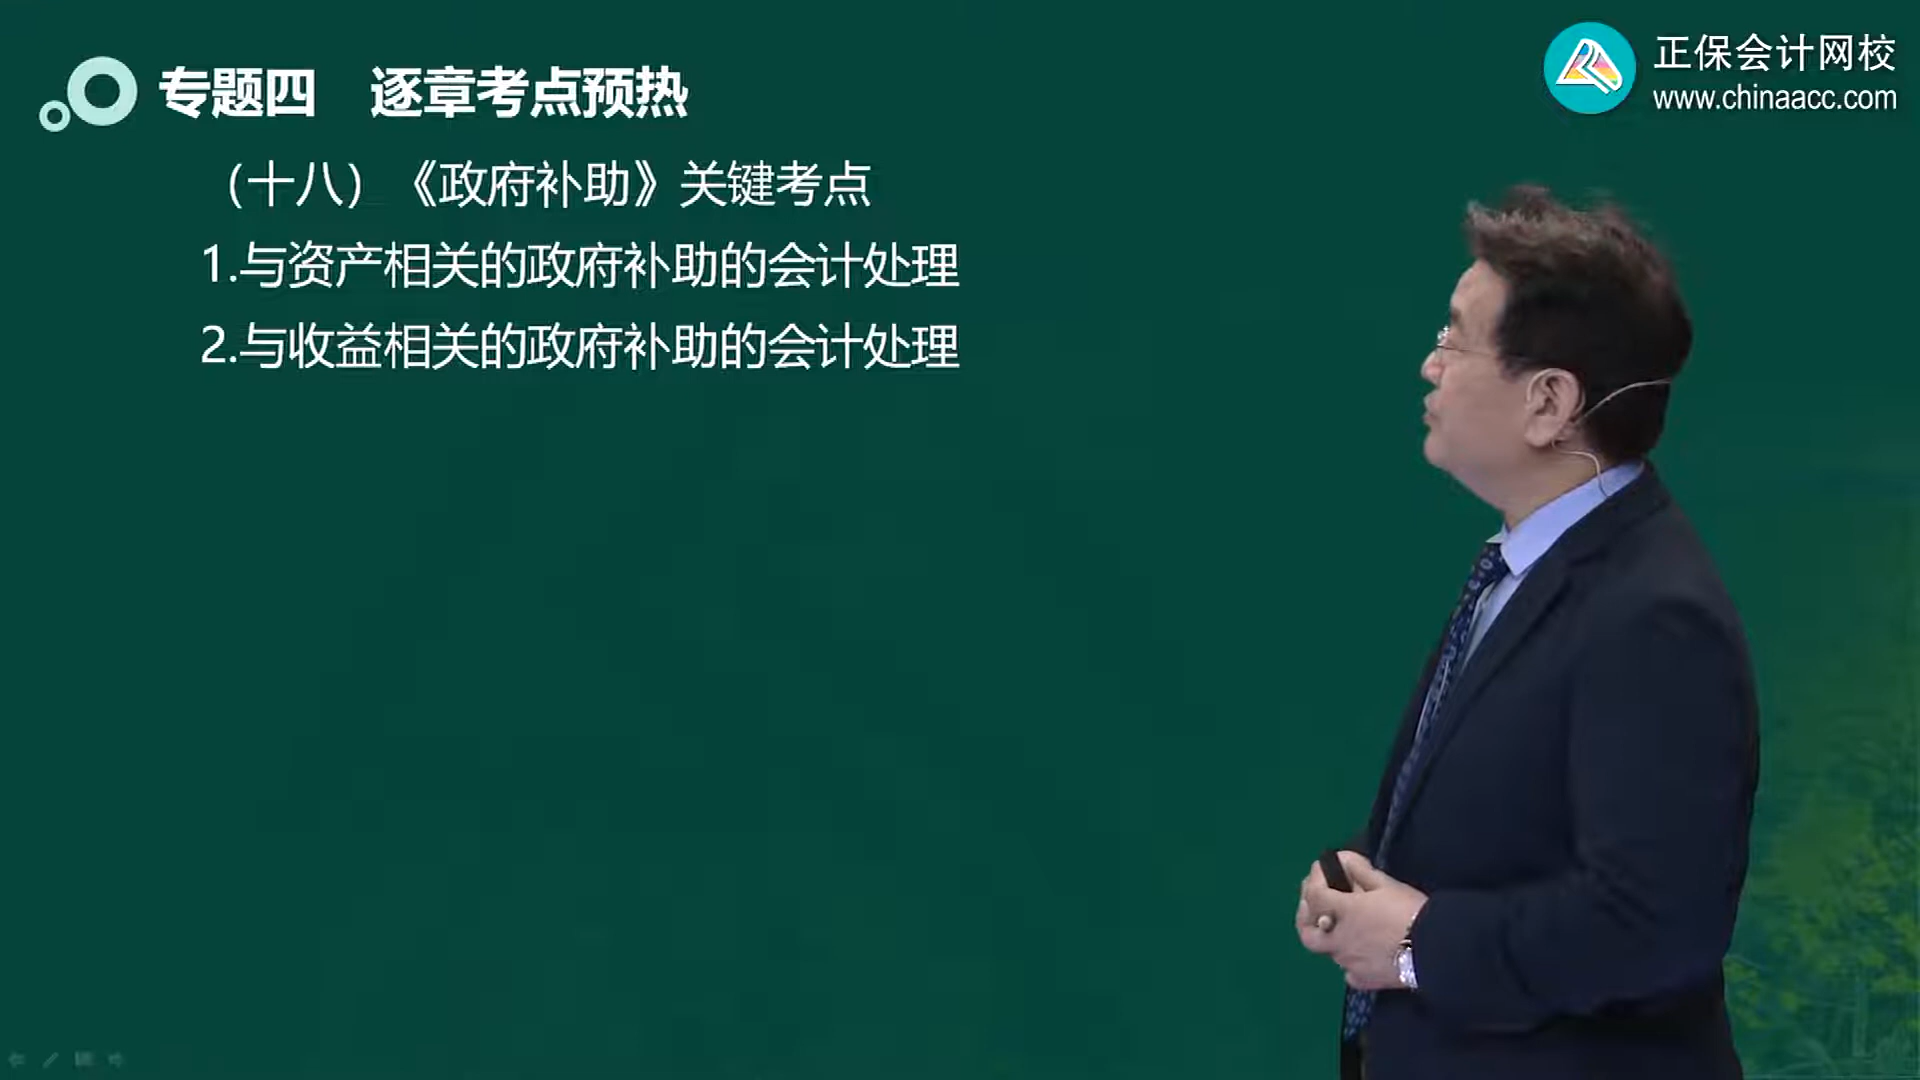 专题四 逐章考点预热
正保会计网校
www.chinaacc.com
（十八）《政府补助》关键考点
1.与资产相关的政府补助的会计处理
2.与收益相关的政府补助的会计处理